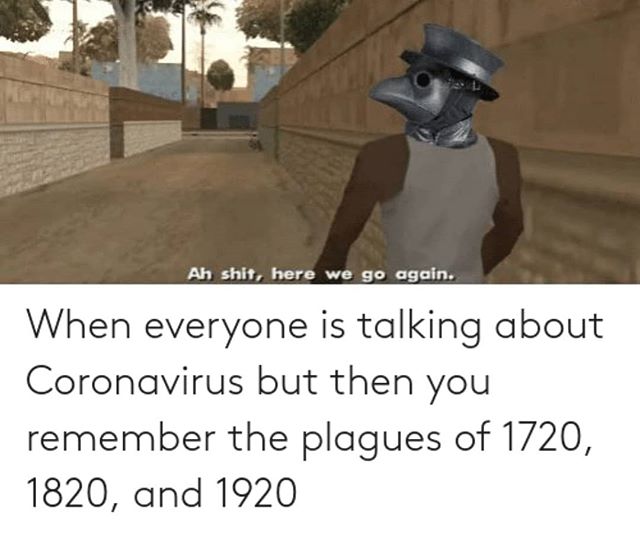 Ah shit, here we go again.
When everyone is talking about
Coronavirus but then you
remember the plagues of 1720,
1820, and 1920